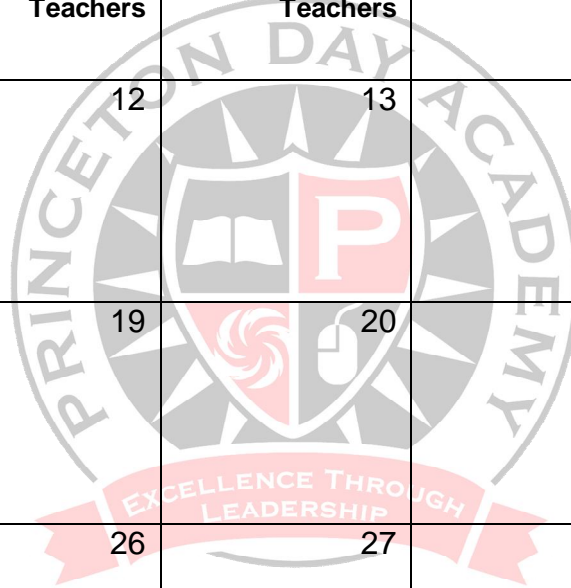 Teachers Teachers
PRINCETON DAY ACADEMY
12 13
P
19 20
EXCELLENCE THROUGH
LEADERSHIP
26 27